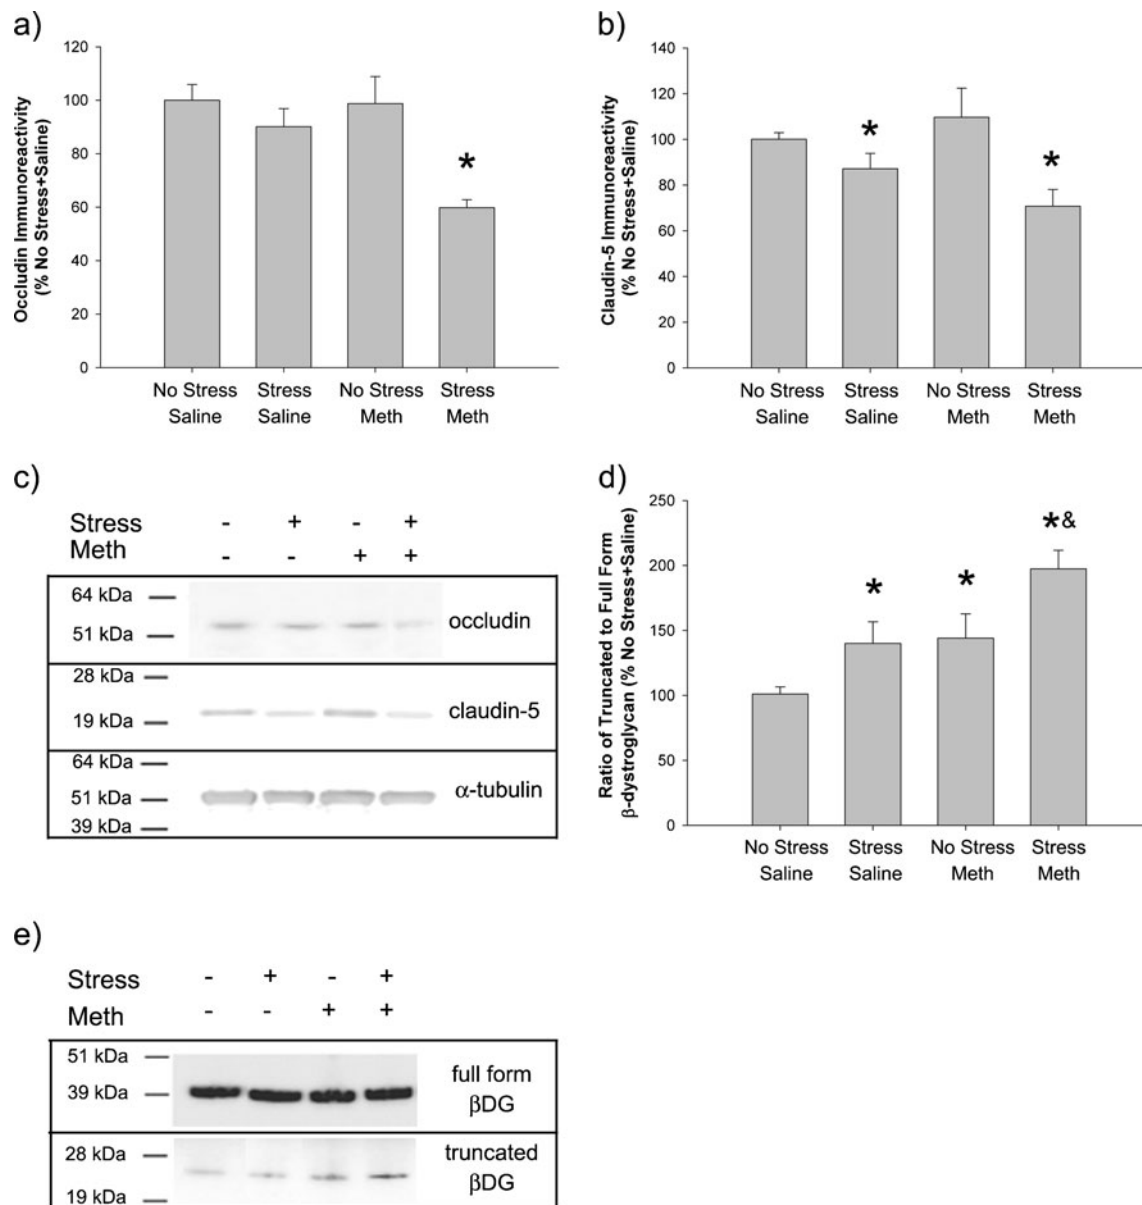 a)
Occludin Immunoreactivity
(% No Stress+Saline)
120
100
80
60
40
20
0
*
No Stress Saline
Stress Saline
No Stress Meth
Stress Meth
b)
Claudin-5 Immunoreactivity
(% No Stress+Saline)
140
120
100
80
60
40
20
0
*
*
No Stress Saline
Stress Saline
No Stress Meth
Stress Meth
c)
Stress - + - +
Meth - - + +
64 kDa
51 kDa
occludin
28 kDa
19 kDa
claudin-5
64 kDa
51 kDa
39 kDa
α-tubulin
d)
Ratio of Truncated to Full Form
β-dystroglycan (% No Stress+Saline)
250
200
150
100
50
0
*
*
*&
No Stress Saline
Stress Saline
No Stress Meth
Stress Meth
e)
Stress - + - +
Meth - - + +
51 kDa
39 kDa
full form
βDG
28 kDa
19 kDa
truncated
βDG